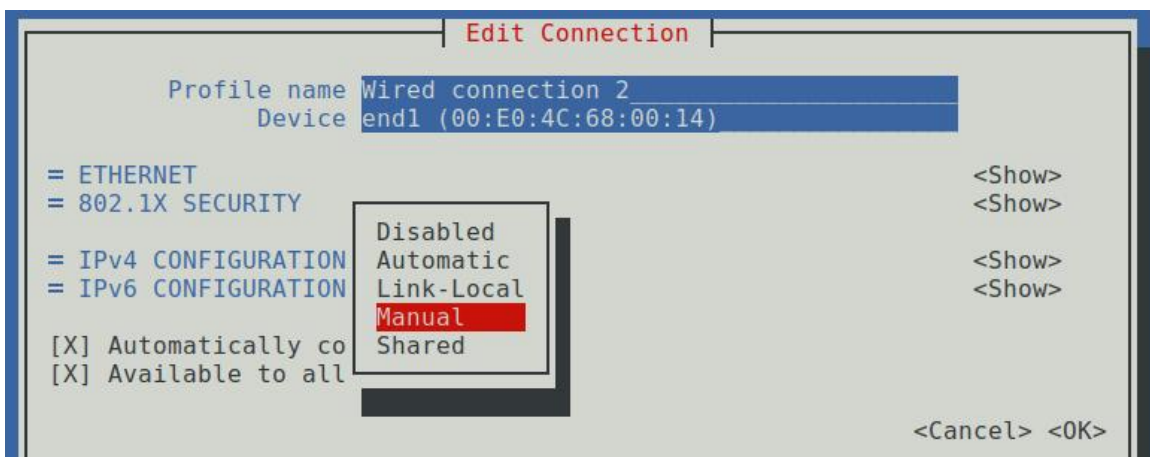 Edit Connection
Profile name Wired connection 2
Device end1 (00:E0:4C:68:00:14)
= ETHERNET <Show>
= 802.1X SECURITY <Show>
Disabled
= IPv4 CONFIGURATION Automatic <Show>
= IPv6 CONFIGURATION Link-Local <Show>
Manual
[X] Automatically co Shared
[X] Available to all
<Cancel> <OK>